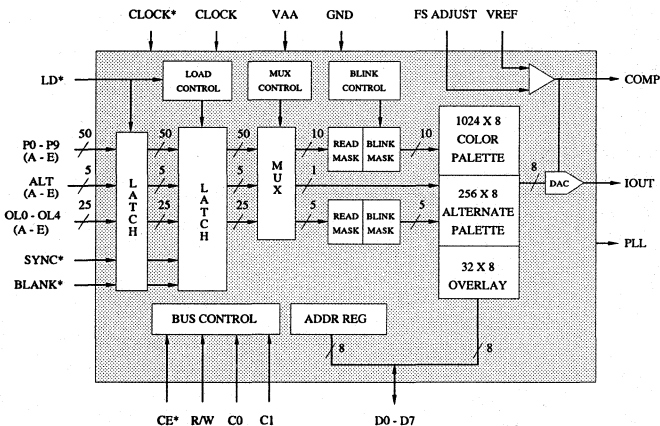 CLOCK* CLOCK VAA GND FS ADJUST VREF
LD*
LOAD
CONTROL
MUX
CONTROL
BLINK
CONTROL
COMP
P0 - P9
(A - E)
50 50 50 10 10
LATCH
LATCH
MUX
READ
MASK
BLINK
MASK
1024 X 8
COLOR
PALETTE
ALT
(A - E)
5 5 5 1
256 X 8
ALTERNATE
PALETTE
8
DAC
IOUT
OL0 - OL4
(A - E)
25 25 25 5 5
READ
MASK
BLINK
MASK
PLL
SYNC*
BLANK*
32 X 8
OVERLAY
BUS CONTROL
ADDR REG
8 8
CE* R/W C0 C1 D0 - D7